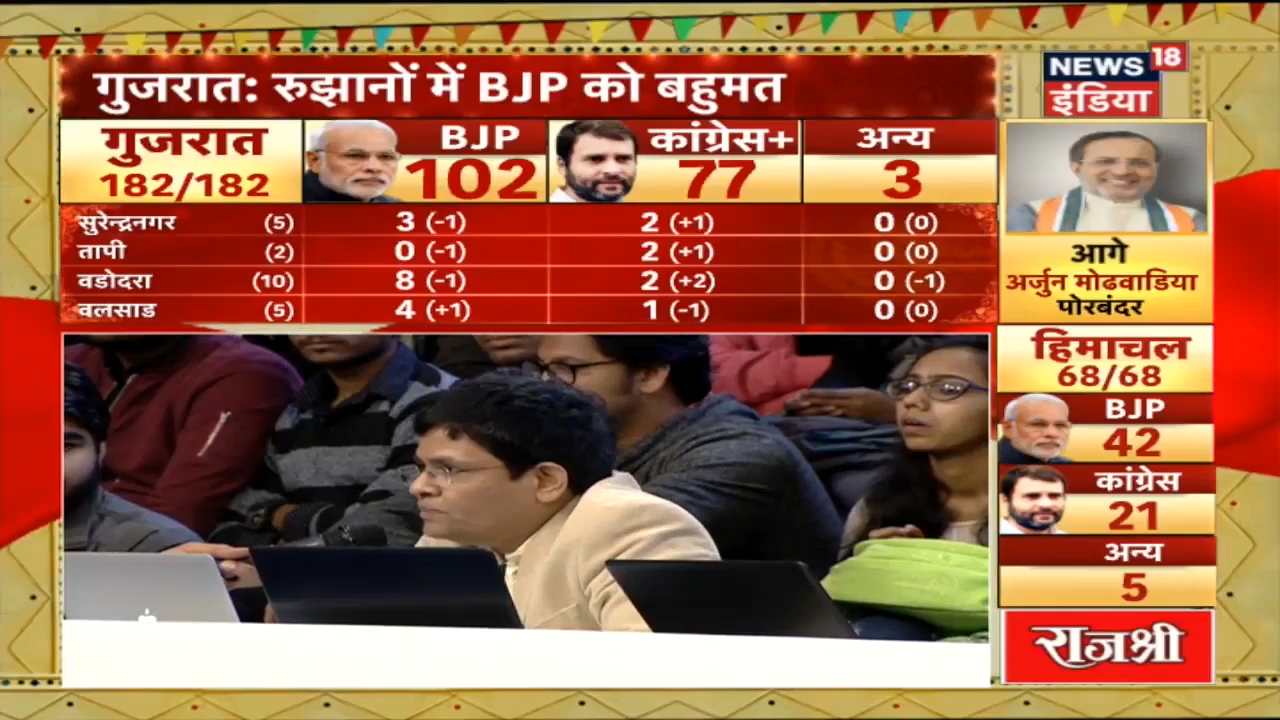 गुजरात: रुझानों में BJP को बहुमत
NEWS 18
इंडिया
गुजरात
182/182
BJP
102
कांग्रेस+
77
अन्य
3
सुरेन्द्रनगर (5) 3 (-1) 2 (+1) 0 (0)
तापी (2) 0 (-1) 2 (+1) 0 (0)
वडोदरा (10) 8 (-1) 2 (+2) 0 (-1)
वलसाड (5) 4 (+1) 1 (-1) 0 (0)
आगे
अर्जुन मोढवाडिया
पोरबंदर
हिमाचल
68/68
BJP
42
कांग्रेस
21
अन्य
5
राजश्री